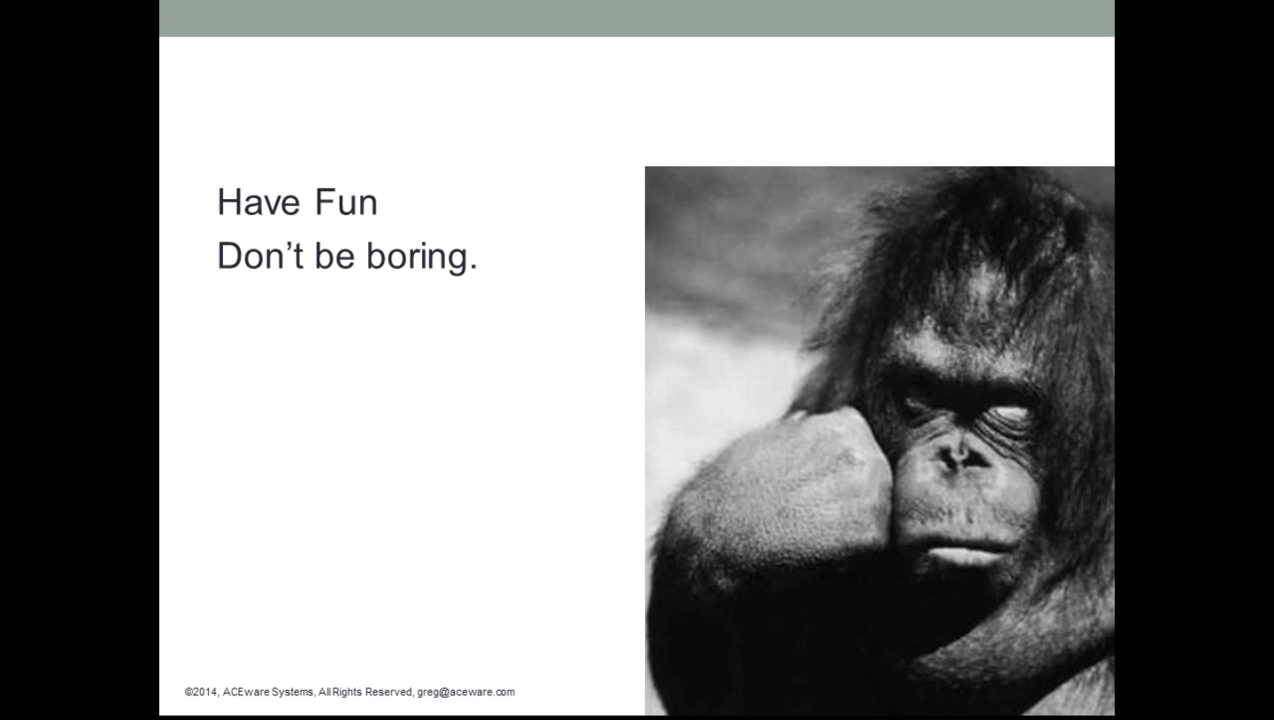 Have Fun
Don’t be boring.
©2014, ACEware Systems, All Rights Reserved, greg@aceware.com